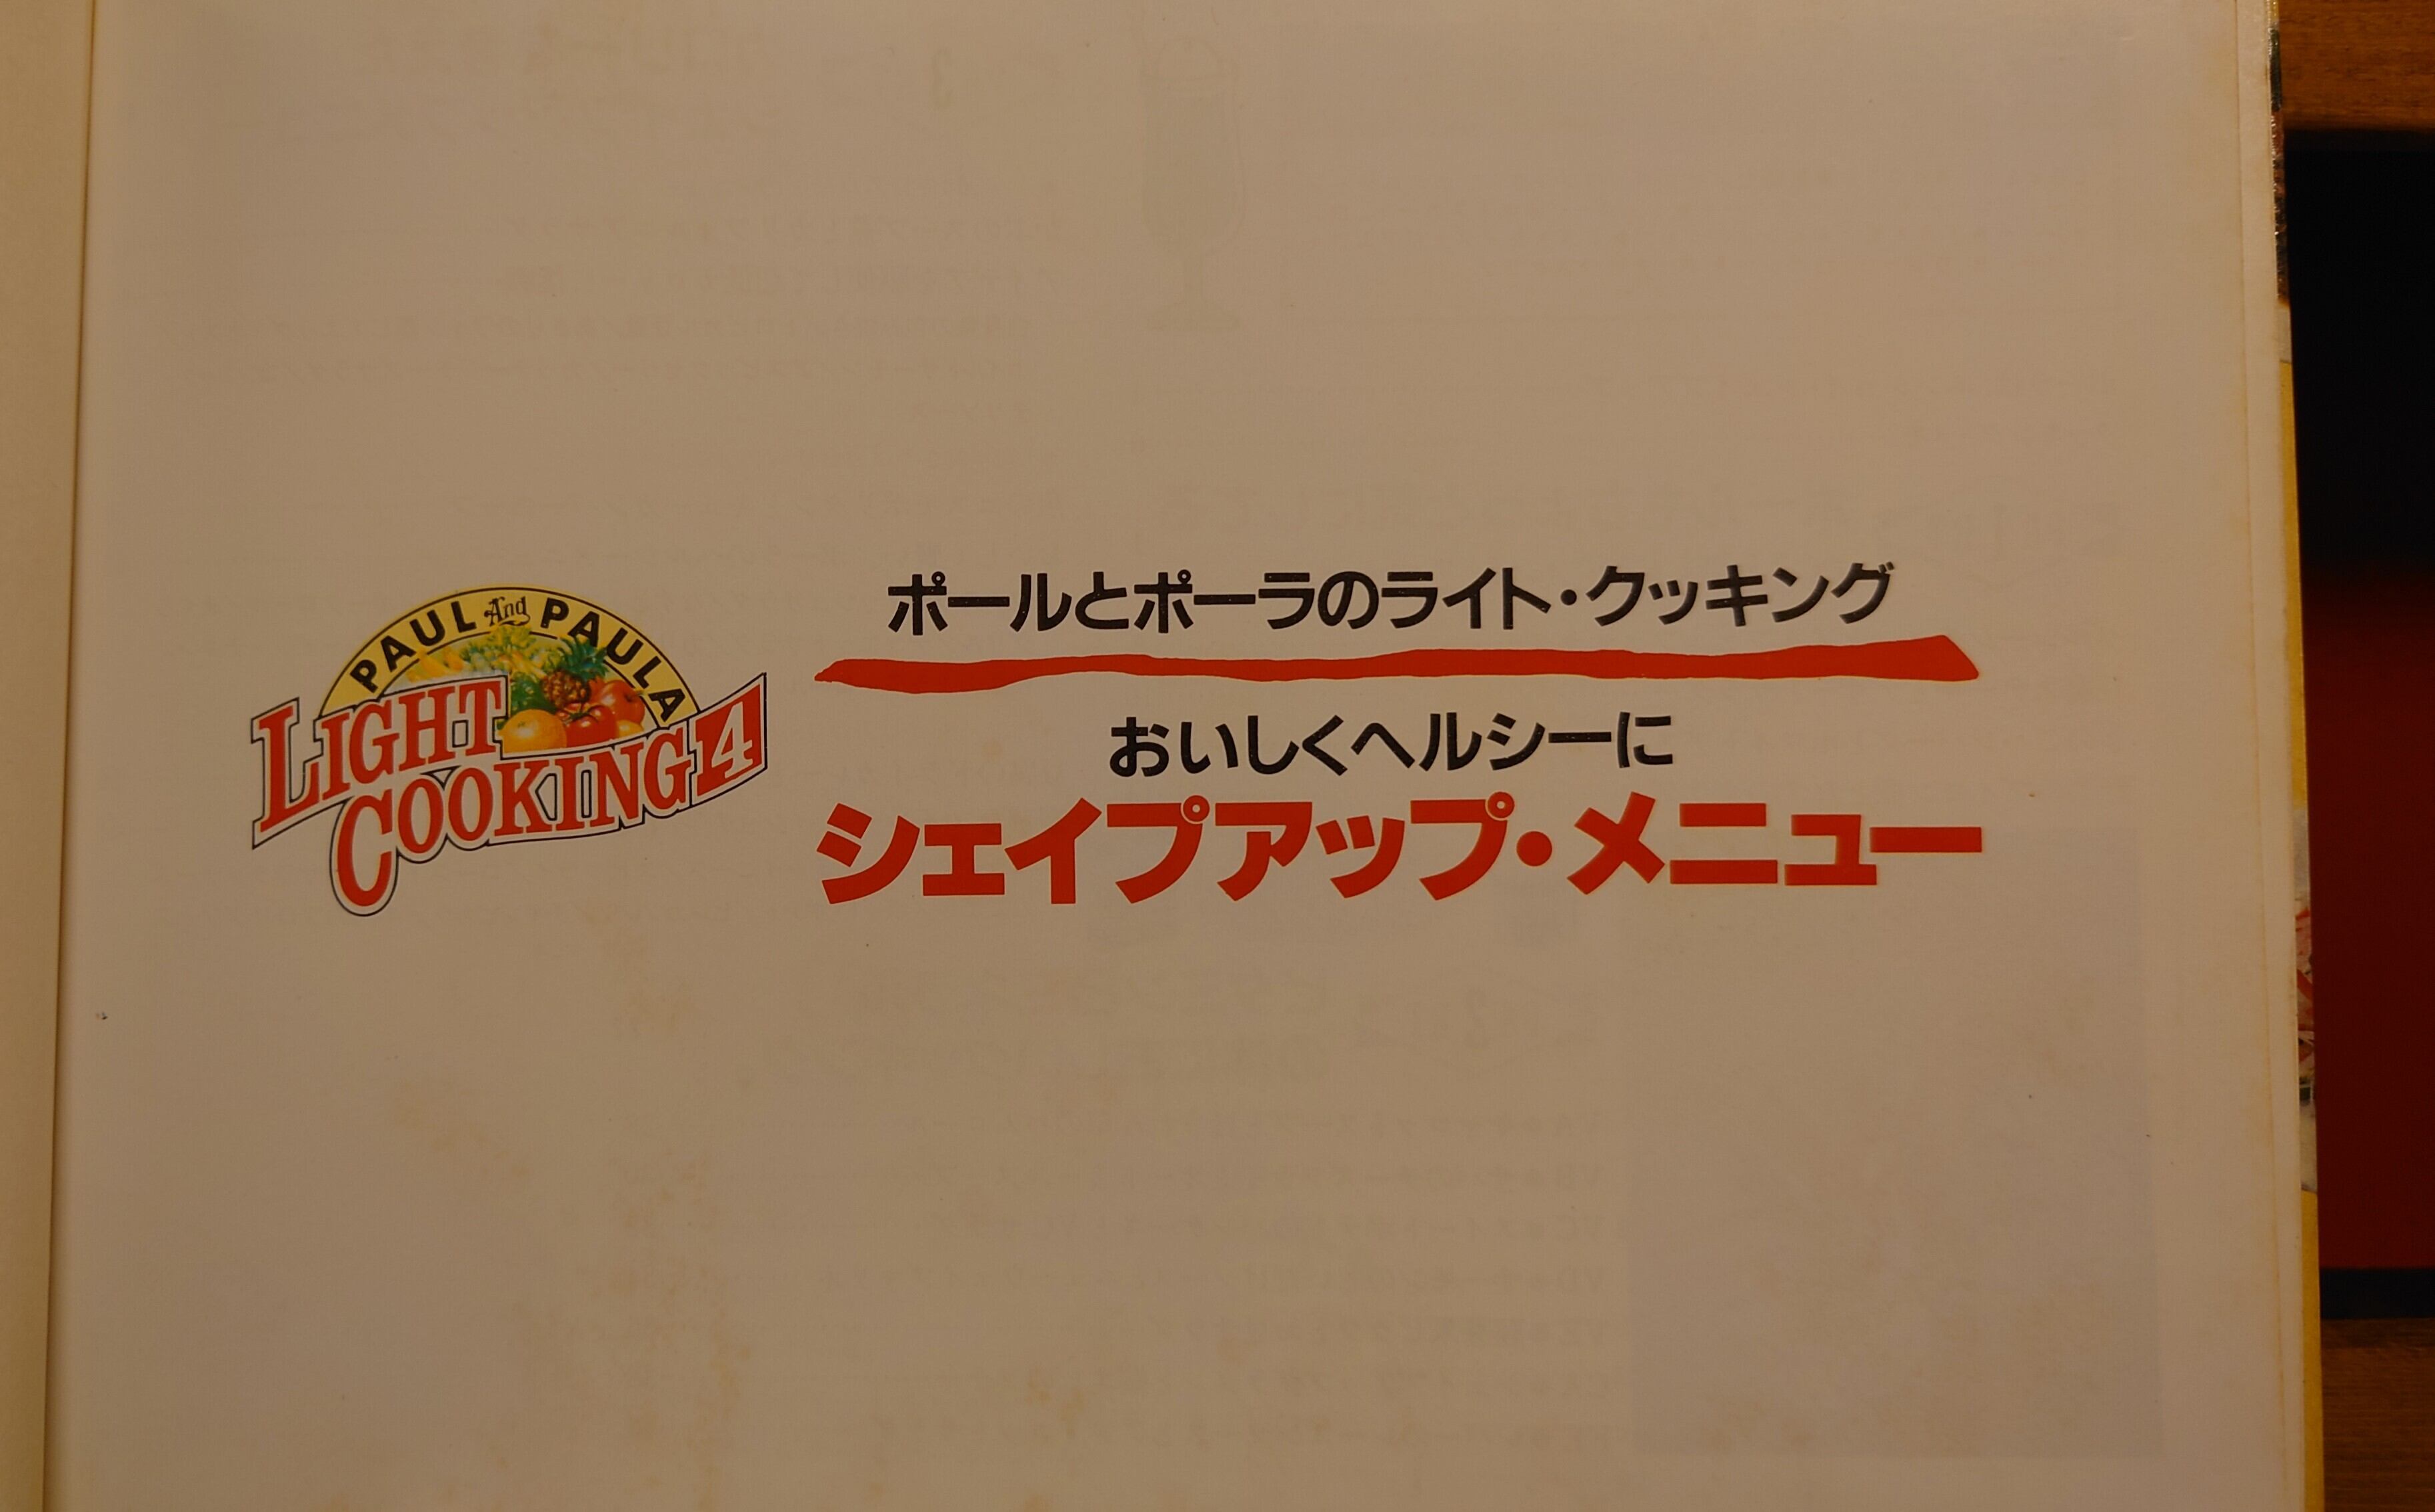 PAUL And PAULA
LIGHT
COOKING 4
ポールとポーラのライト・クッキング
おいしくヘルシーに
シェイプアップ・メニュー